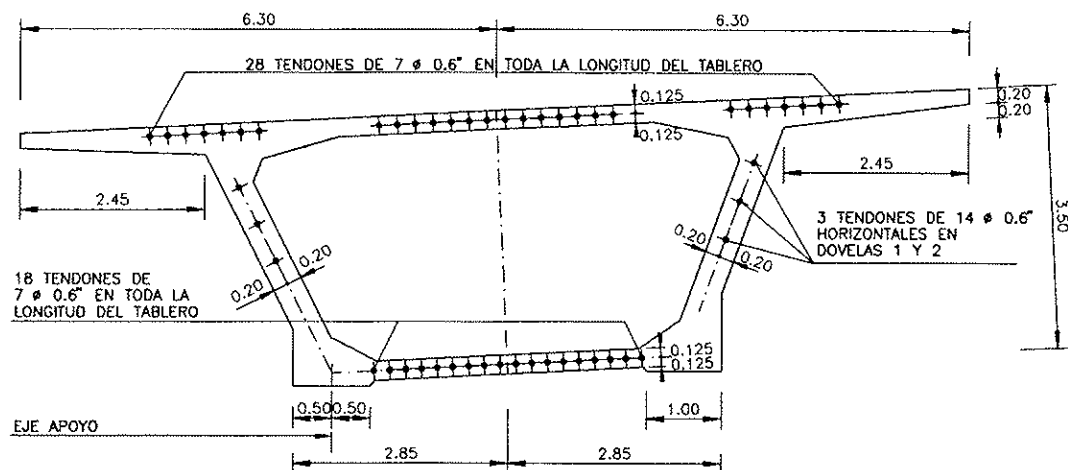 6.30
6.30
28 TENDONES DE 7 ø 0.6" EN TODA LA LONGITUD DEL TABLERO
0.125
0.125
0.20
0.20
2.45
2.45
3.50
3 TENDONES DE 14 ø 0.6"
HORIZONTALES EN
DOVELAS 1 Y 2
0.20
0.20
0.20
0.20
18 TENDONES DE
7 ø 0.6" EN TODA LA
LONGITUD DEL TABLERO
0.125
0.125
0.50
0.50
1.00
EJE APOYO
2.85
2.85